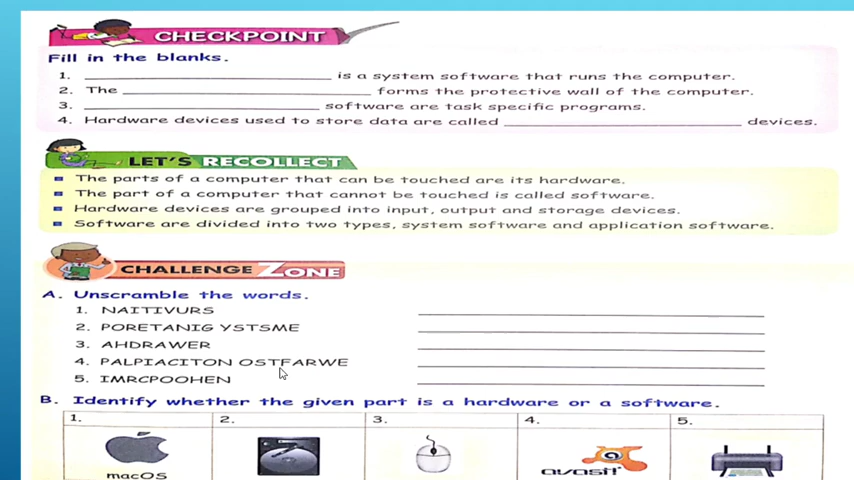 CHECKPOINT
Fill in the blanks.
1. ____________________ is a system software that runs the computer.
2. The ____________________ forms the protective wall of the computer.
3. ____________________ software are task specific programs.
4. Hardware devices used to store data are called ____________________ devices.
LET'S RECOLLECT
The parts of a computer that can be touched are its hardware.
The part of a computer that cannot be touched is called software.
Hardware devices are grouped into input, output and storage devices.
Software are divided into two types, system software and application software.
CHALLENGE ZONE
A. Unscramble the words.
1. NAITIVURS
2. PORETANIG YSTSME
3. AHDRAWER
4. PALPIACITON OSTFARWE
5. IMRCPOOHEN
B. Identify whether the given part is a hardware or a software.
1. 2. 3. 4. 5.
macOS
avast!